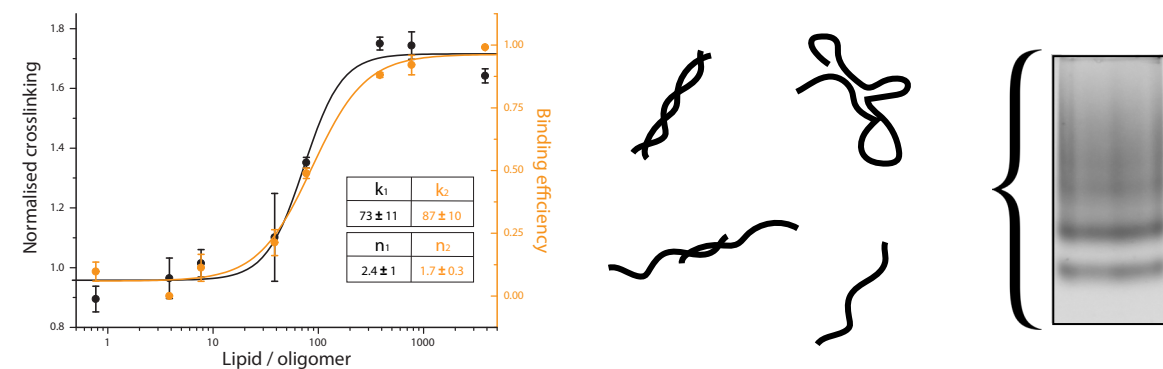 1.8
1.6
1.4
1.2
1.0
0.8
Normalised crosslinking
1
10
100
1000
Lipid / oligomer
1.00
0.75
0.50
0.25
0.00
Binding efficiency
k1 k2
73 ± 11 87 ± 10
n1 n2
2.4 ± 1 1.7 ± 0.3